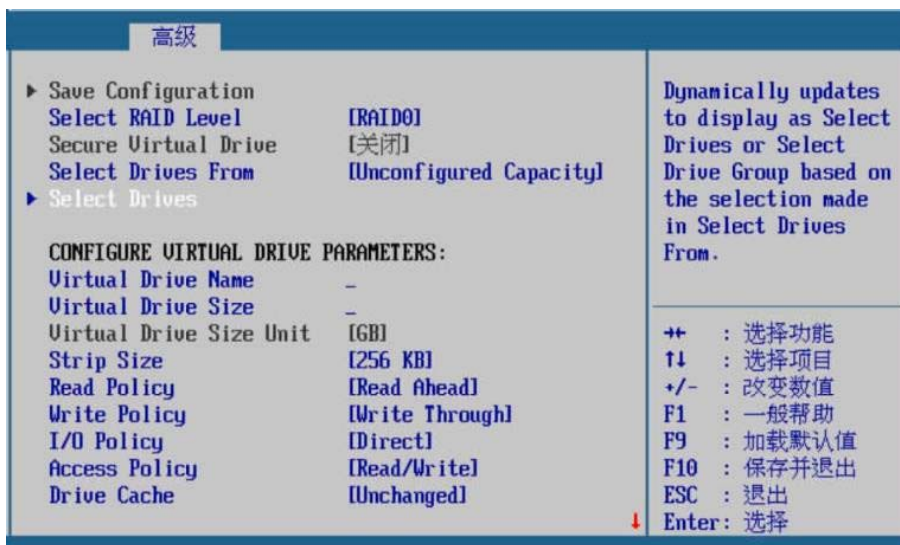 高级
Save Configuration
Select RAID Level [RAID0]
Secure Virtual Drive [关闭]
Select Drives From [Unconfigured Capacity]
Select Drives
CONFIGURE VIRTUAL DRIVE PARAMETERS:
Virtual Drive Name _
Virtual Drive Size _
Virtual Drive Size Unit [GB]
Strip Size [256 KB]
Read Policy [Read Ahead]
Write Policy [Write Through]
I/O Policy [Direct]
Access Policy [Read/Write]
Drive Cache [Unchanged]
Dynamically updates
to display as Select
Drives or Select
Drive Group based on
the selection made
in Select Drives
From.
→← : 选择功能
↑↓ : 选择项目
+/- : 改变数值
F1 : 一般帮助
F9 : 加载默认值
F10 : 保存并退出
ESC : 退出
Enter: 选择